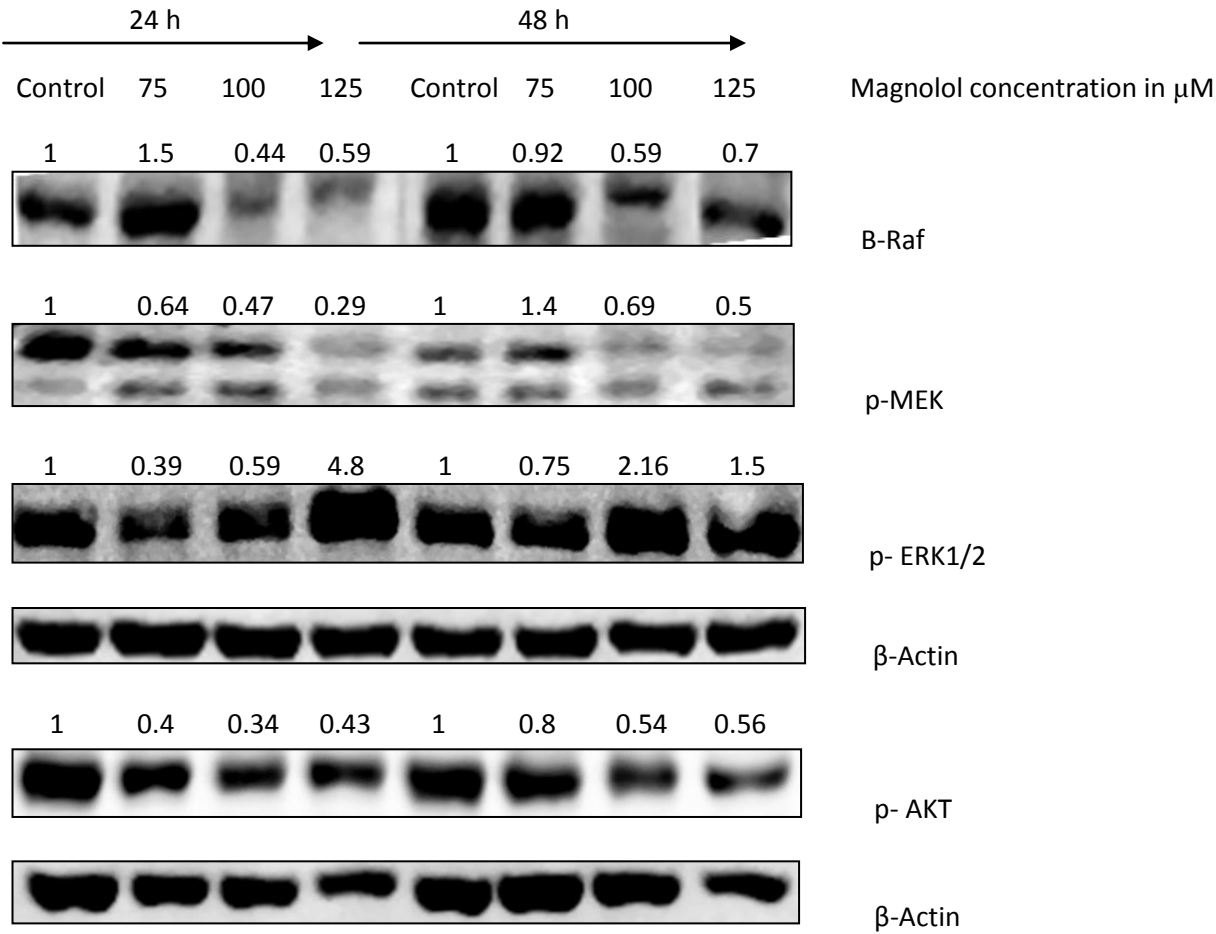 24 h 48 h
Control 75 100 125 Control 75 100 125 Magnolol concentration in μM
1 1.5 0.44 0.59 1 0.92 0.59 0.7
B-Raf
1 0.64 0.47 0.29 1 1.4 0.69 0.5
p-MEK
1 0.39 0.59 4.8 1 0.75 2.16 1.5
p- ERK1/2
β-Actin
1 0.4 0.34 0.43 1 0.8 0.54 0.56
p- AKT
β-Actin